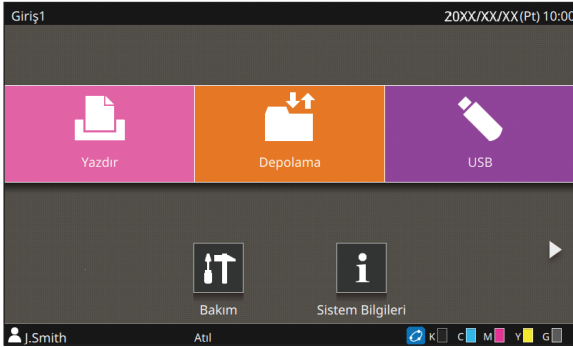 Giriş1 20XX/XX/XX(Pt) 10:00
Yazdır Depolama USB
Bakım Sistem Bilgileri
J.Smith Atıl K C M Y G